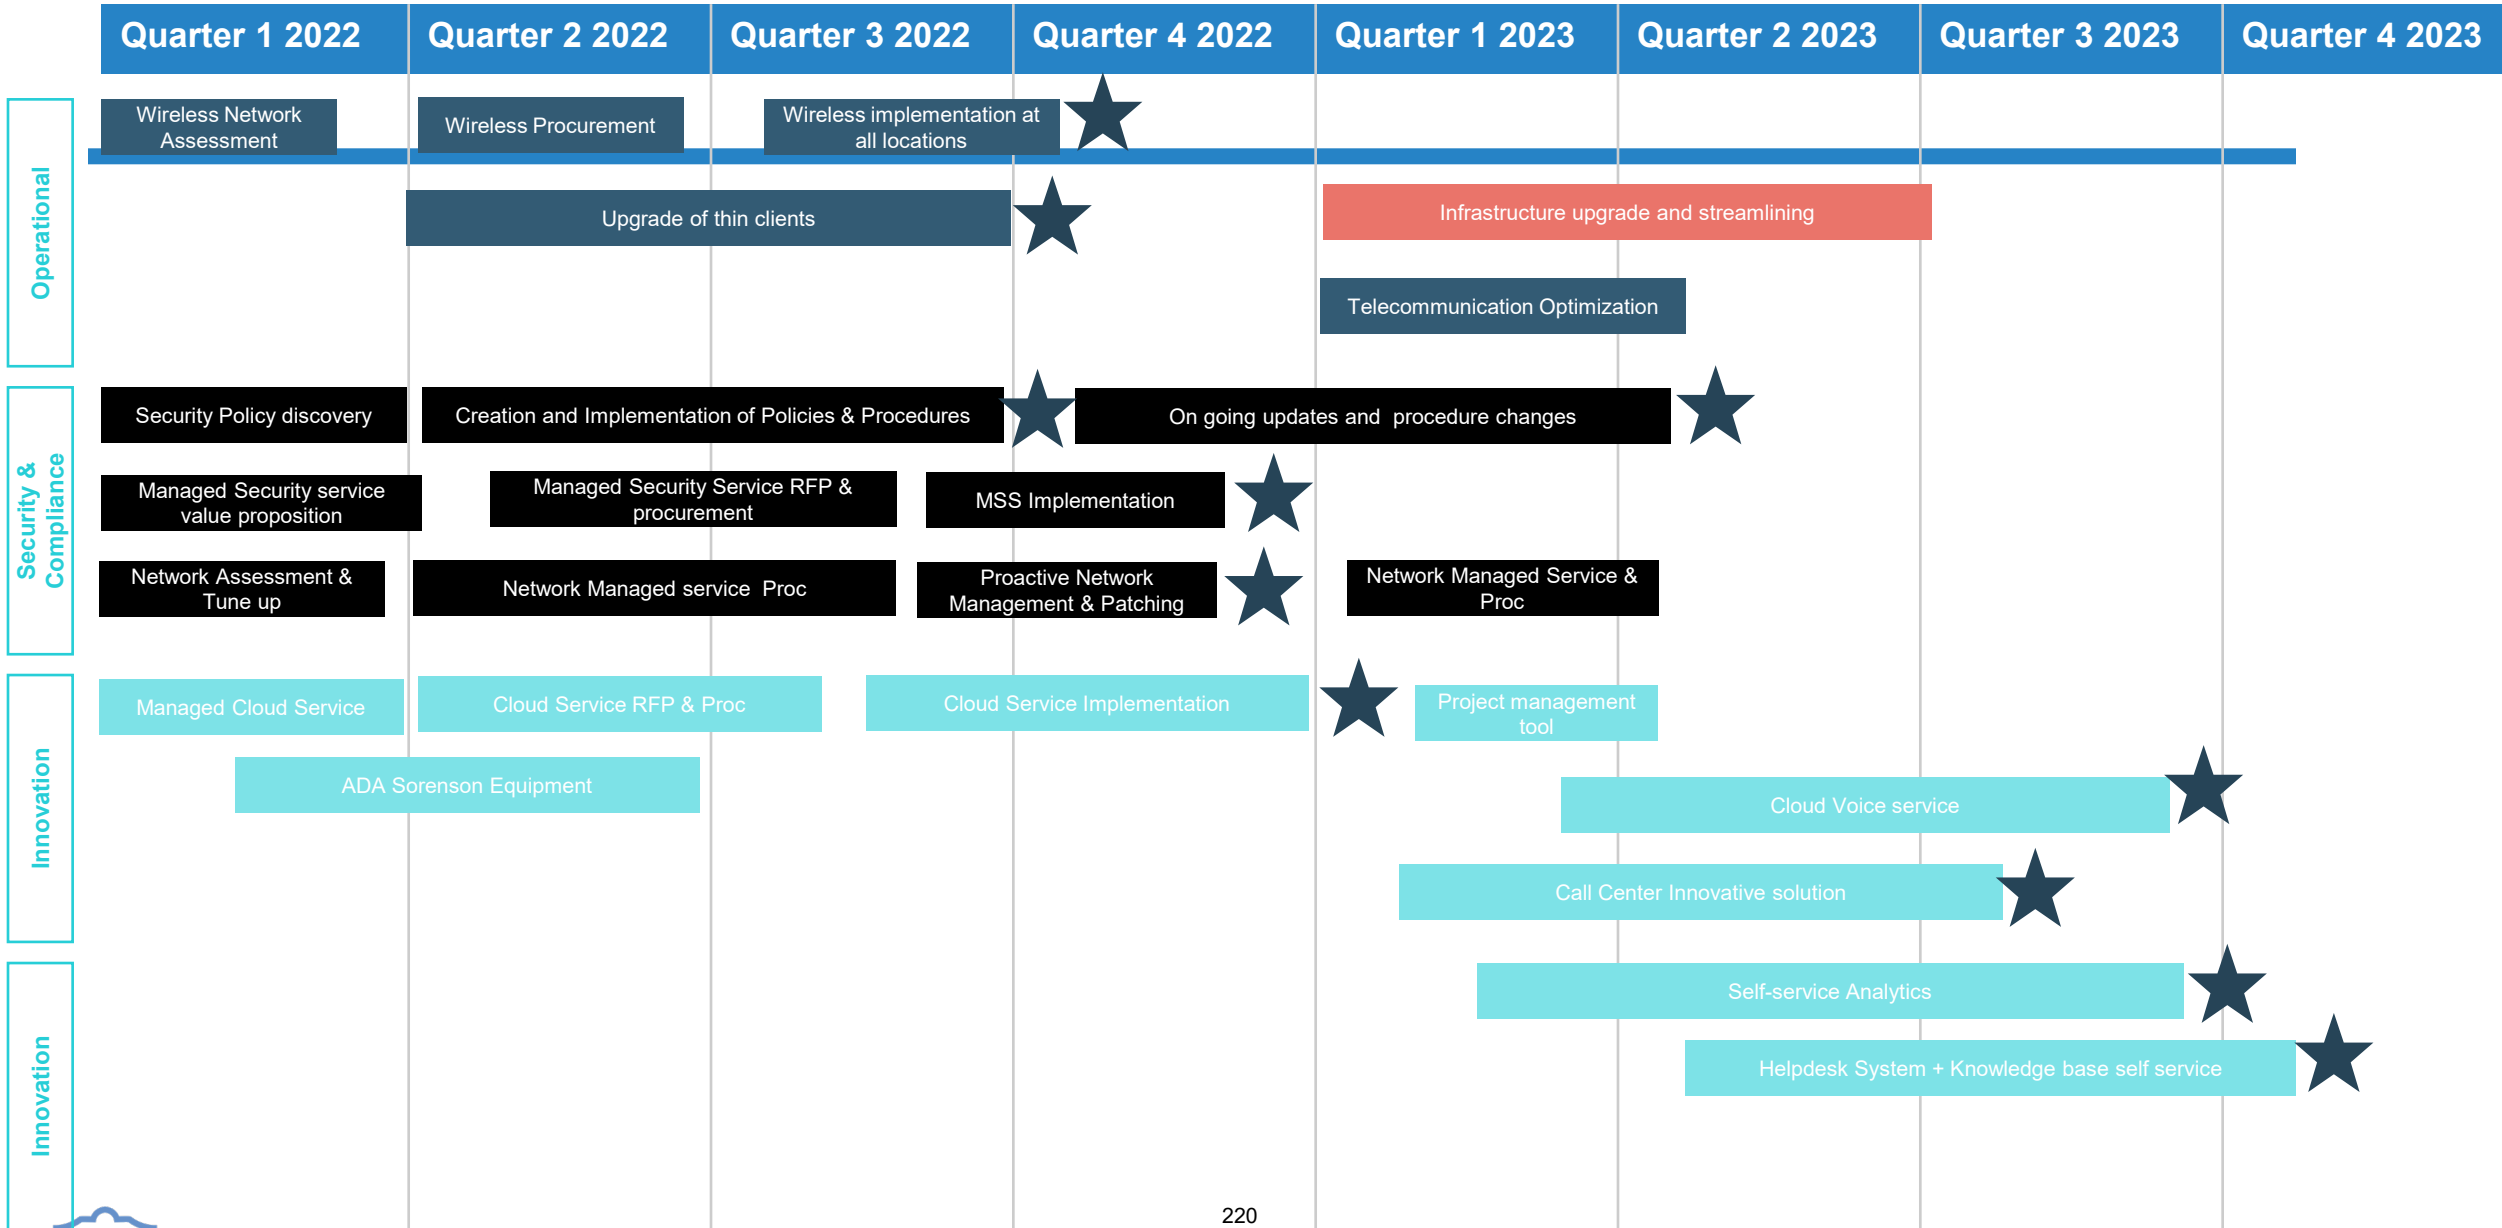 Quarter 1 2022
Quarter 2 2022
Quarter 3 2022
Quarter 4 2022
Quarter 1 2023
Quarter 2 2023
Quarter 3 2023
Quarter 4 2023
Operational
Wireless Network
Assessment
Wireless Procurement
Wireless implementation at
all locations
Upgrade of thin clients
Infrastructure upgrade and streamlining
Telecommunication Optimization
Security &
Compliance
Security Policy discovery
Creation and Implementation of Policies & Procedures
On going updates and  procedure changes
Managed Security service
value proposition
Managed Security Service RFP &
procurement
MSS Implementation
Network Assessment &
Tune up
Network Managed service  Proc
Proactive Network
Management & Patching
Network Managed Service &
Proc
Innovation
Managed Cloud Service
Cloud Service RFP & Proc
Cloud Service Implementation
Project management
tool
ADA Sorenson Equipment
Cloud Voice service
Call Center Innovative solution
Innovation
Self-service Analytics
Helpdesk System + Knowledge base self service
220